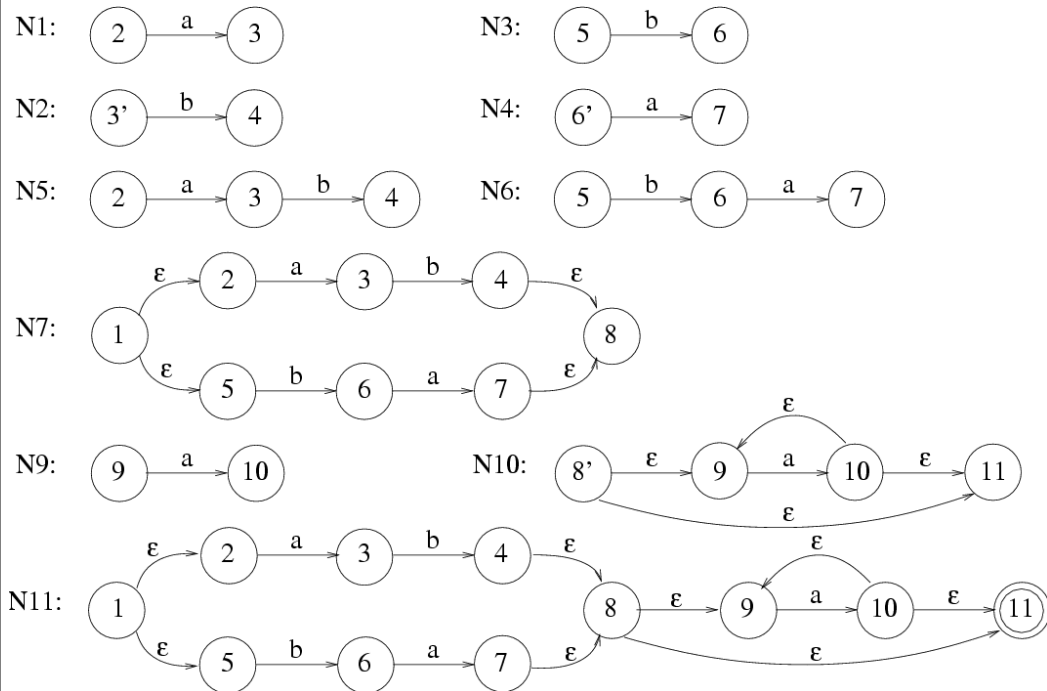 N1: 2 a 3 N3: 5 b 6
N2: 3’ b 4 N4: 6’ a 7
N5: 2 a 3 b 4 N6: 5 b 6 a 7
ε 2 a 3 b 4 ε
N7: 1 8
ε 5 b 6 a 7 ε
ε
N9: 9 a 10 N10: 8’ ε 9 a 10 ε 11
ε
ε 2 a 3 b 4 ε ε
N11: 1 8 ε 9 a 10 ε 11
ε 5 b 6 a 7 ε ε